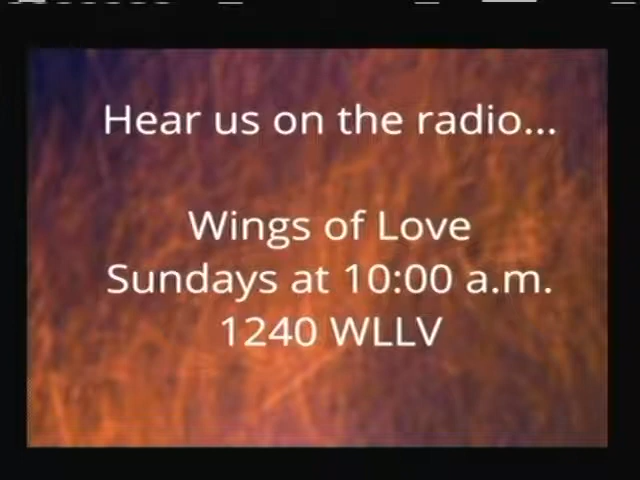 Hear us on the radio...
Wings of Love
Sundays at 10:00 a.m.
1240 WLLV